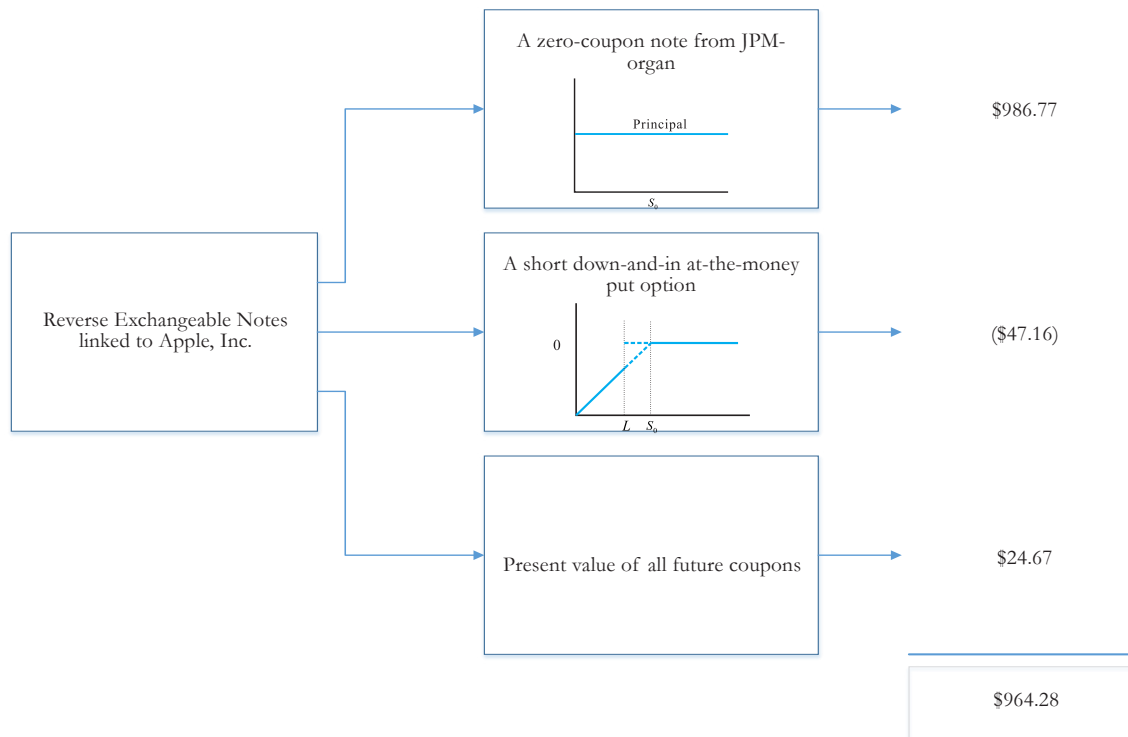 A zero-coupon note from JPM-
organ
Principal
S₀
$986.77
Reverse Exchangeable Notes
linked to Apple, Inc.
A short down-and-in at-the-money
put option
0
L S₀
($47.16)
Present value of all future coupons
$24.67
$964.28